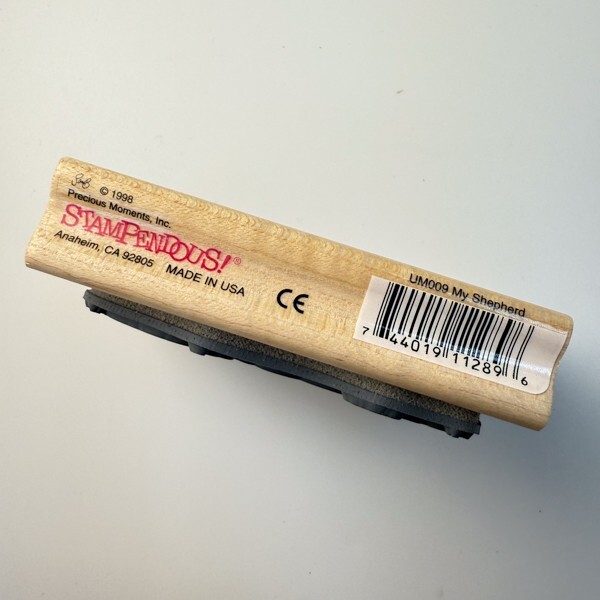 © 1998
Precious Moments, Inc.
STAMPENDOUS!®
Anaheim, CA 92805 MADE IN USA
CE
UM009 My Shepherd
7 44019 11289 6